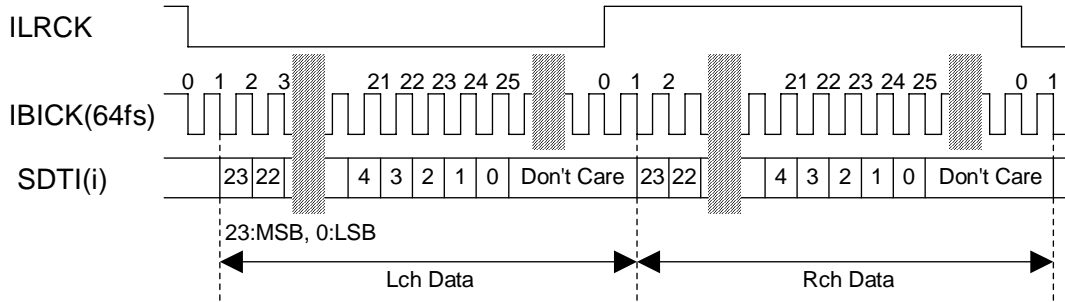 ILRCK
0 1 2 3 21 22 23 24 25 0 1 2 21 22 23 24 25 0 1
IBICK(64fs)
SDTI(i) 23 22 4 3 2 1 0 Don't Care 23 22 4 3 2 1 0 Don't Care
23:MSB, 0:LSB
Lch Data Rch Data